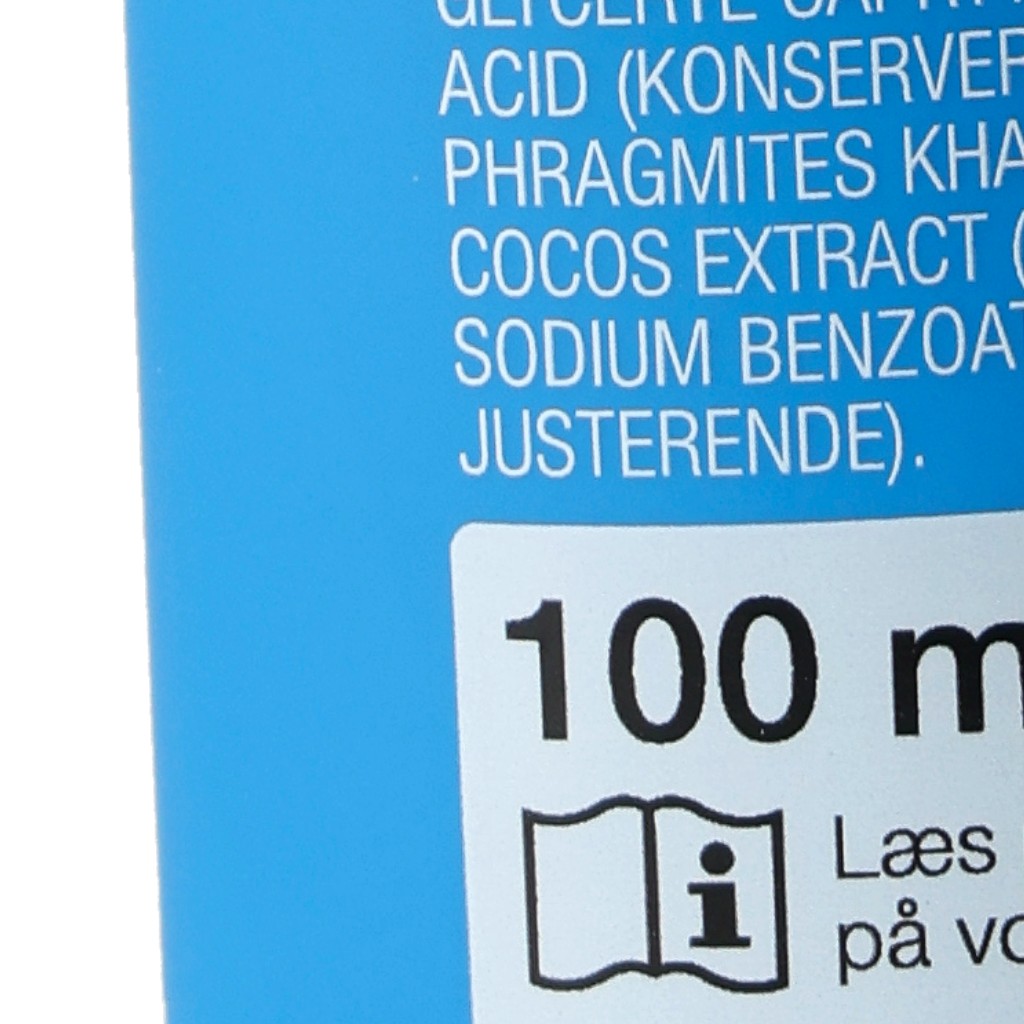 ACID (KONSERVER
PHRAGMITES KHA
COCOS EXTRACT (
SODIUM BENZOAT
JUSTERENDE).
100 m
i
Læs
på vo